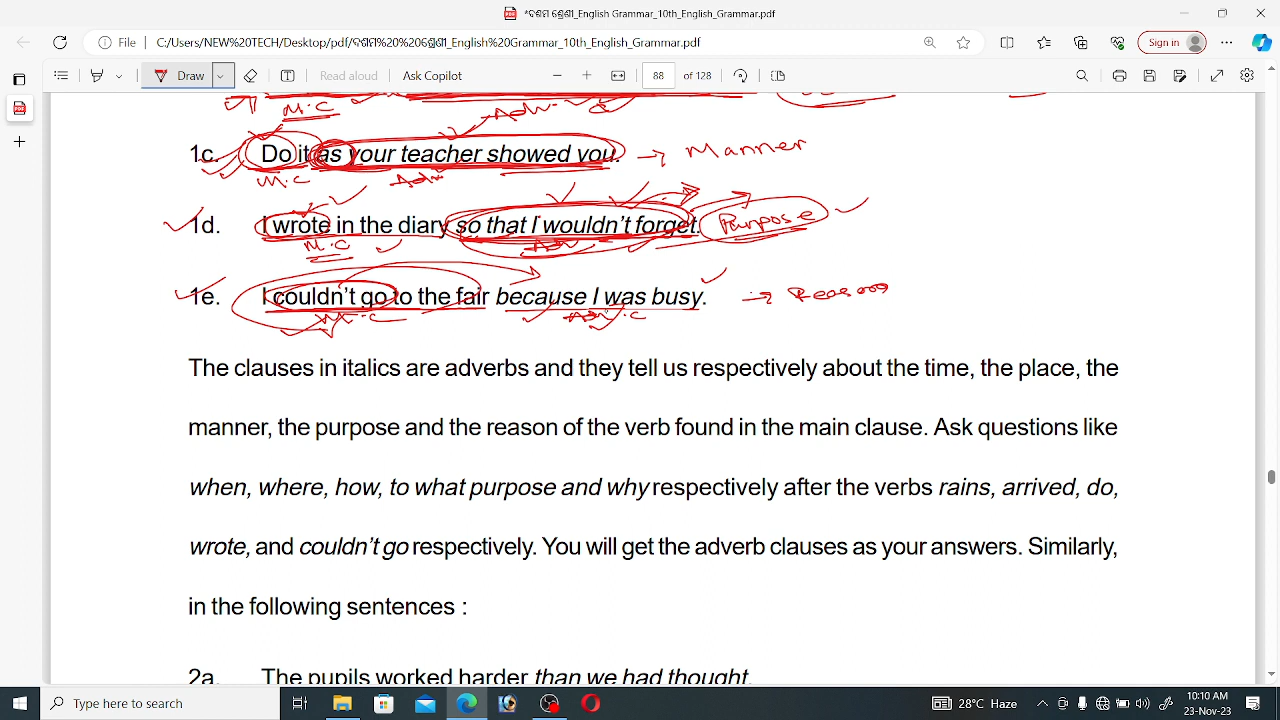 English Grammar_10th_English_Grammar.pdf
File C:/Users/NEW%20TECH/Desktop/pdf/
English%20Grammar_10th_English_Grammar.pdf
Sign in
Draw Read aloud Ask Copilot 88 of 128
M.C
1c. Do it as your teacher showed you. Manner
M.C
1d. I wrote in the diary so that I wouldn't forget. Purpose
M.C
1e. I couldn't go to the fair because I was busy. Reason
M.C Adv.C
The clauses in italics are adverbs and they tell us respectively about the time, the place, the
manner, the purpose and the reason of the verb found in the main clause. Ask questions like
when, where, how, to what purpose and why respectively after the verbs rains, arrived, do,
wrote, and couldn't go respectively. You will get the adverb clauses as your answers. Similarly,
in the following sentences :
2a. The pupils worked harder than we had thought.
Type here to search
28°C Haze
ENG
10:10 AM
23-Nov-23